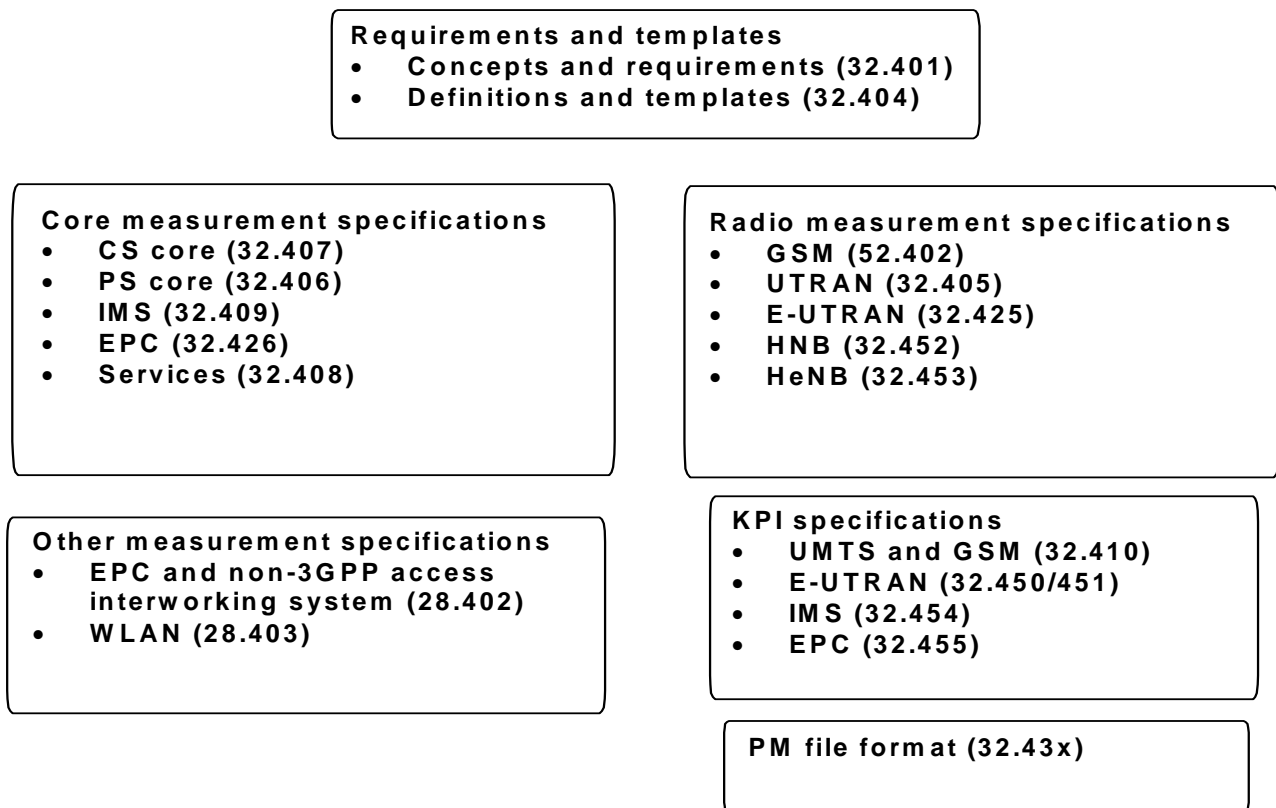 Requirements and templates
• Concepts and requirements (32.401)
• Definitions and templates (32.404)
Core measurement specifications
• CS core (32.407)
• PS core (32.406)
• IMS (32.409)
• EPC (32.426)
• Services (32.408)
Radio measurement specifications
• GSM (52.402)
• UTRAN (32.405)
• E-UTRAN (32.425)
• HNB (32.452)
• HeNB (32.453)
Other measurement specifications
• EPC and non-3GPP access
interworking system (28.402)
• WLAN (28.403)
KPI specifications
• UMTS and GSM (32.410)
• E-UTRAN (32.450/451)
• IMS (32.454)
• EPC (32.455)
PM file format (32.43x)